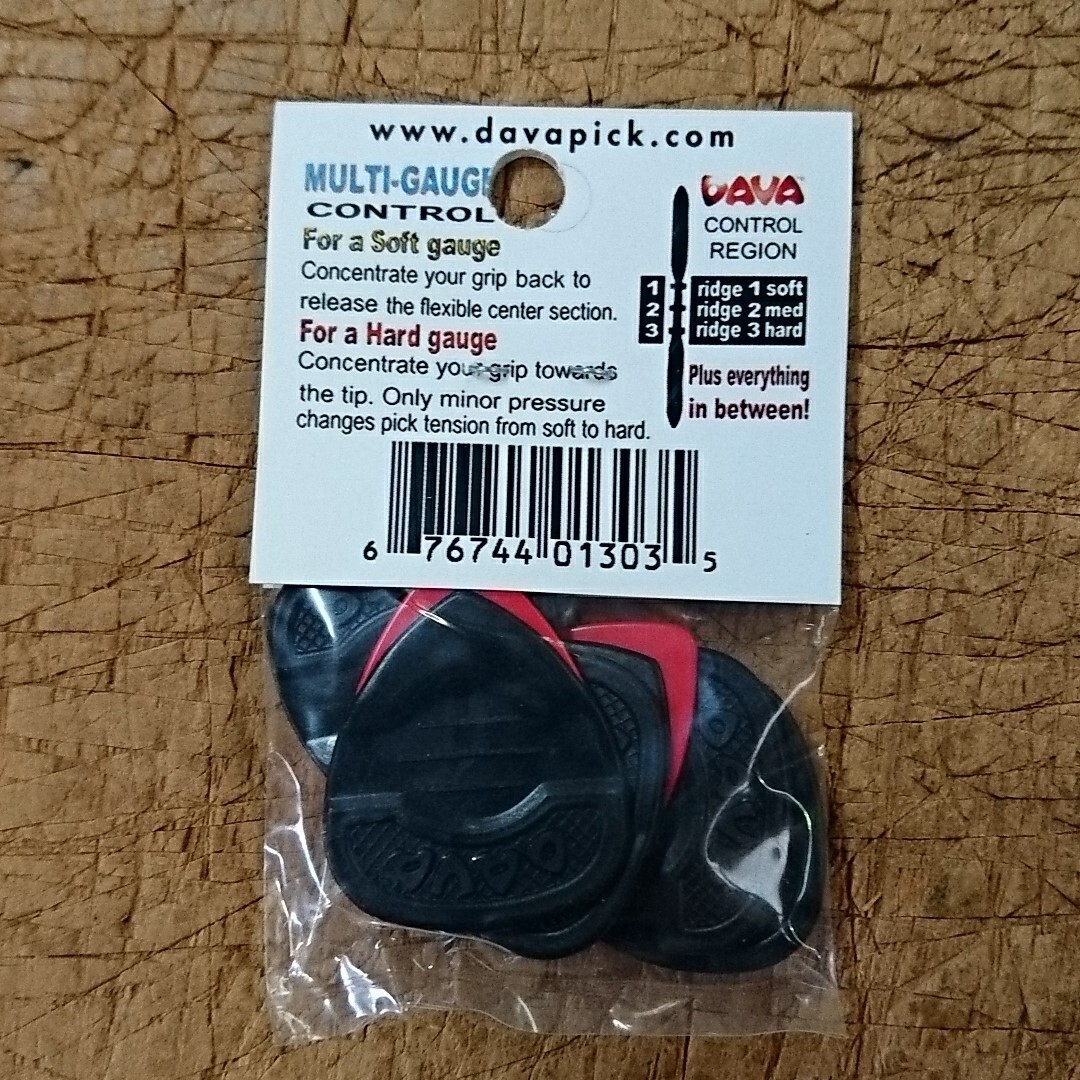 www.davapick.com
MULTI-GAUGE
CONTROL
For a Soft gauge
Concentrate your grip back to
release the flexible center section.
For a Hard gauge
Concentrate your grip towards
the tip. Only minor pressure
changes pick tension from soft to hard.
DAVA
CONTROL
REGION
1 ridge 1 soft
2 ridge 2 med
3 ridge 3 hard
Plus everything
in between!
6 76744 01303 5
DAVA